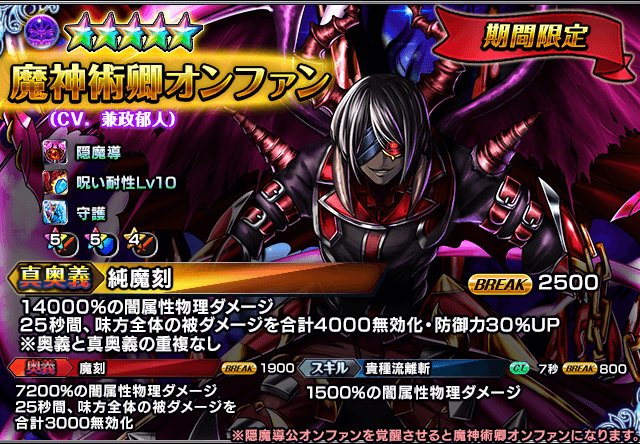 期間限定
魔神術卿オンファン
(CV. 兼政郁人)
隠魔導
呪い耐性Lv10
守護
5 5 4
真奥義 純魔刻 BREAK 2500
14000%の闇属性物理ダメージ
25秒間、味方全体の被ダメージを合計4000無効化・防御力30%UP
※奥義と真奥義の重複なし
奥義 魔刻 BREAK 1900
7200%の闇属性物理ダメージ
25秒間、味方全体の被ダメージを
合計3000無効化
スキル 貴種流離斬 CT 7秒 BREAK 800
1500%の闇属性物理ダメージ
※隠魔導公オンファンを覚醒させると魔神術卿オンファンになります。